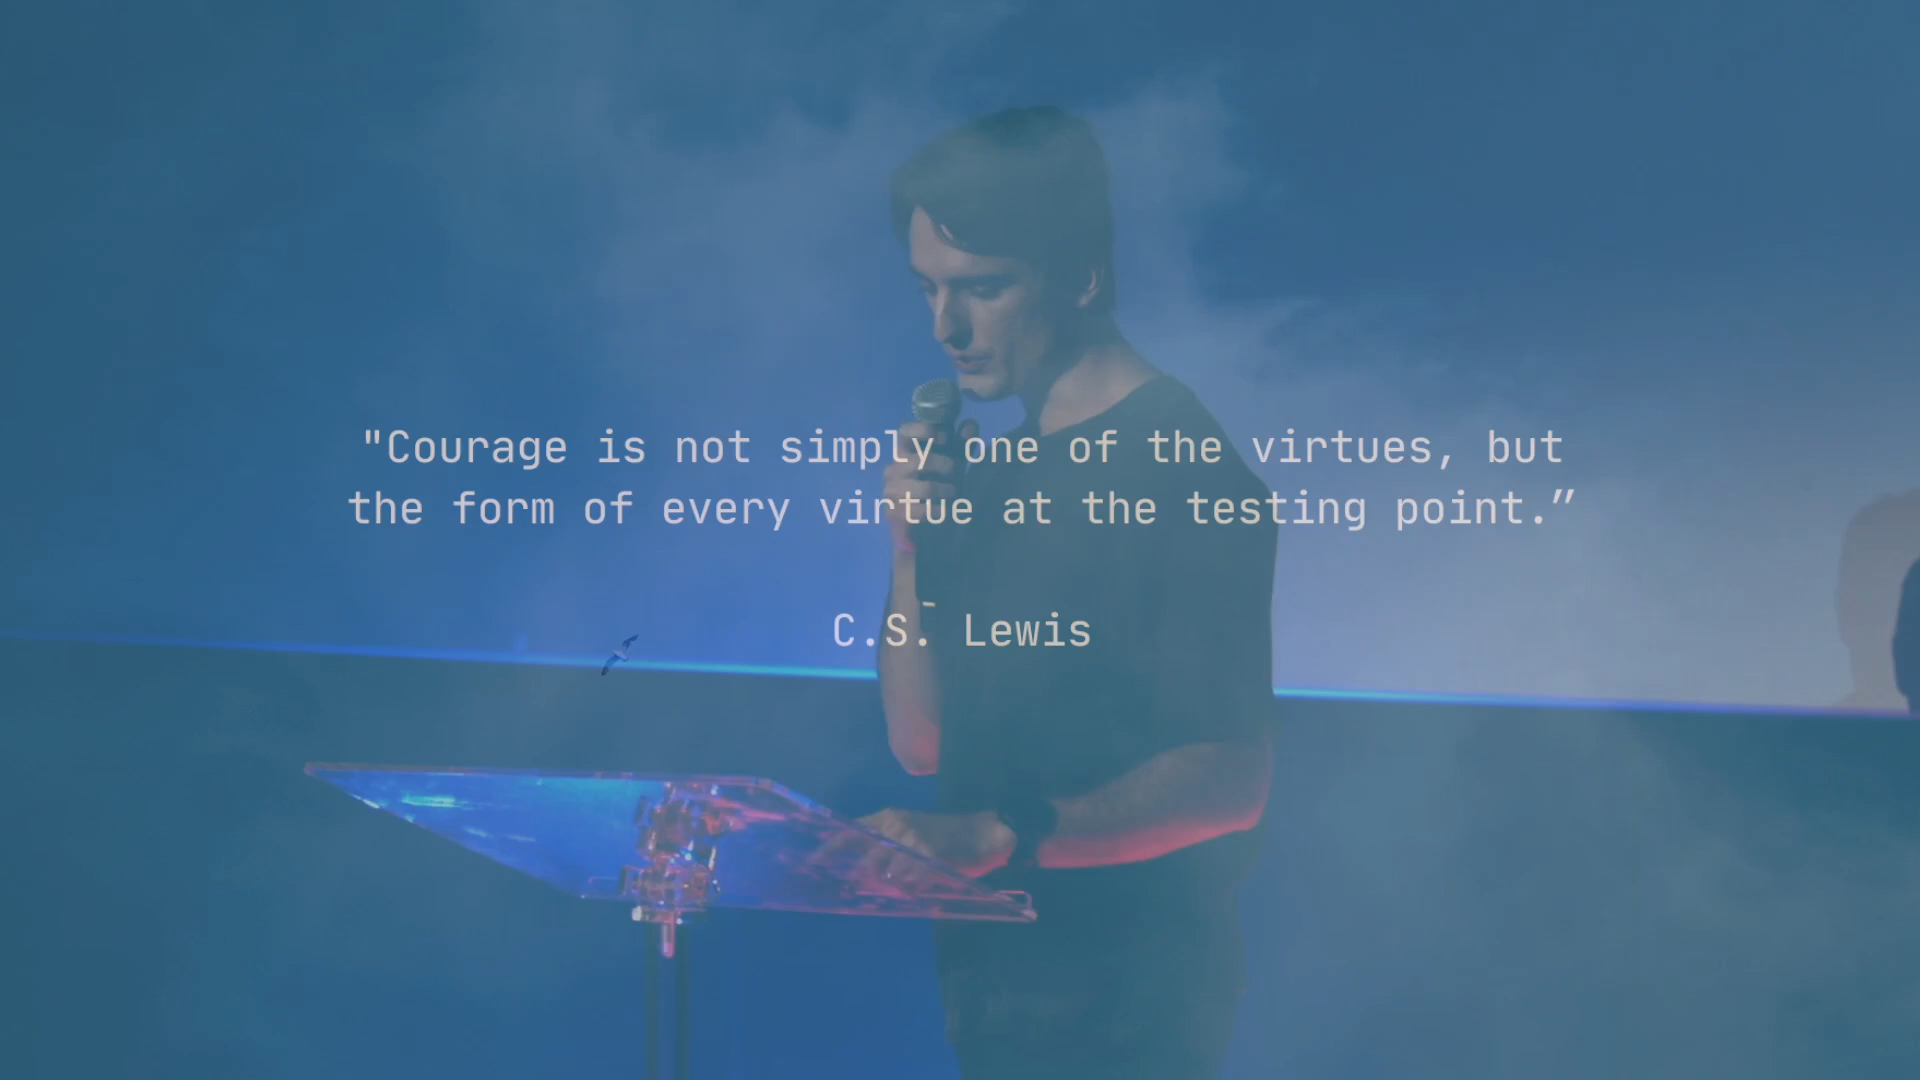 "Courage is not simply one of the virtues, but
the form of every virtue at the testing point.”
C.S. Lewis